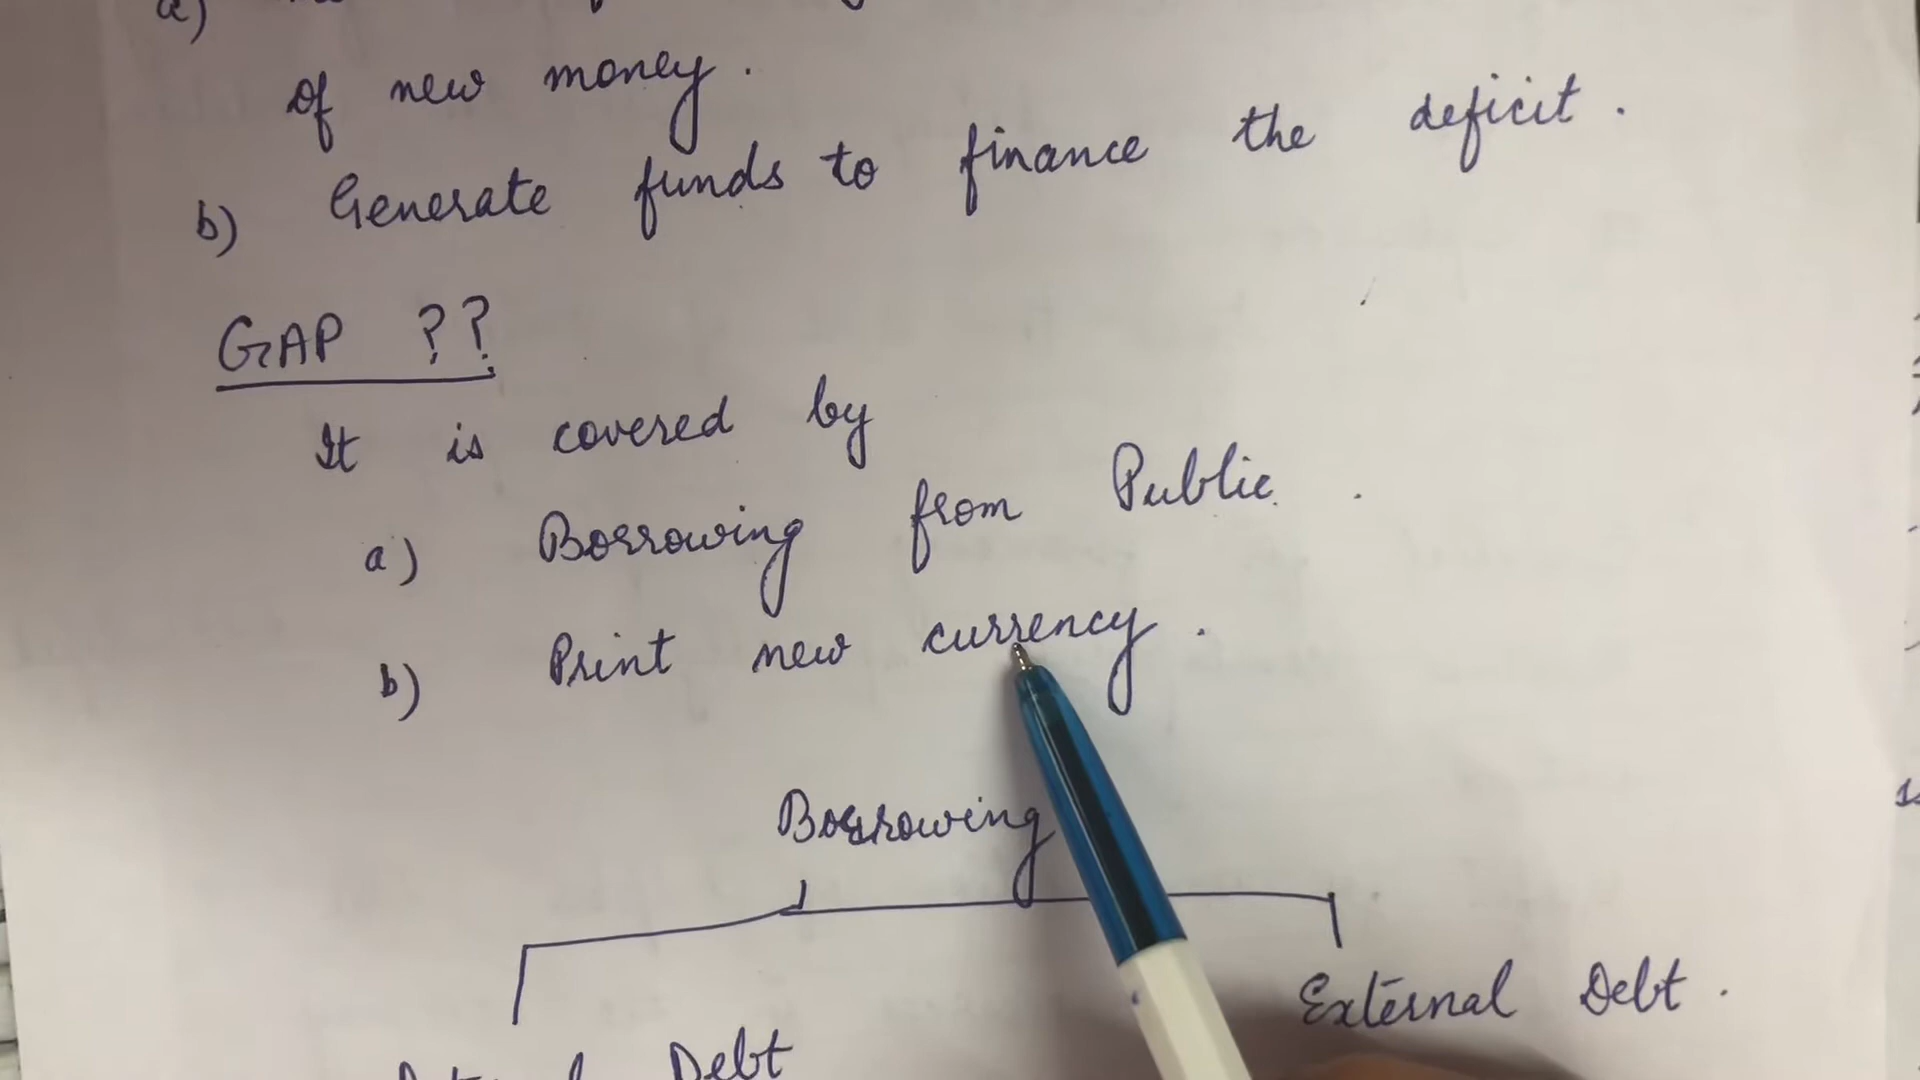 a)
of new money.
b) Generate funds to finance the deficit.
GAP ??
It is covered by
a) Borrowing from Public.
b) Print new currency.
Borrowing
External Debt.
Debt